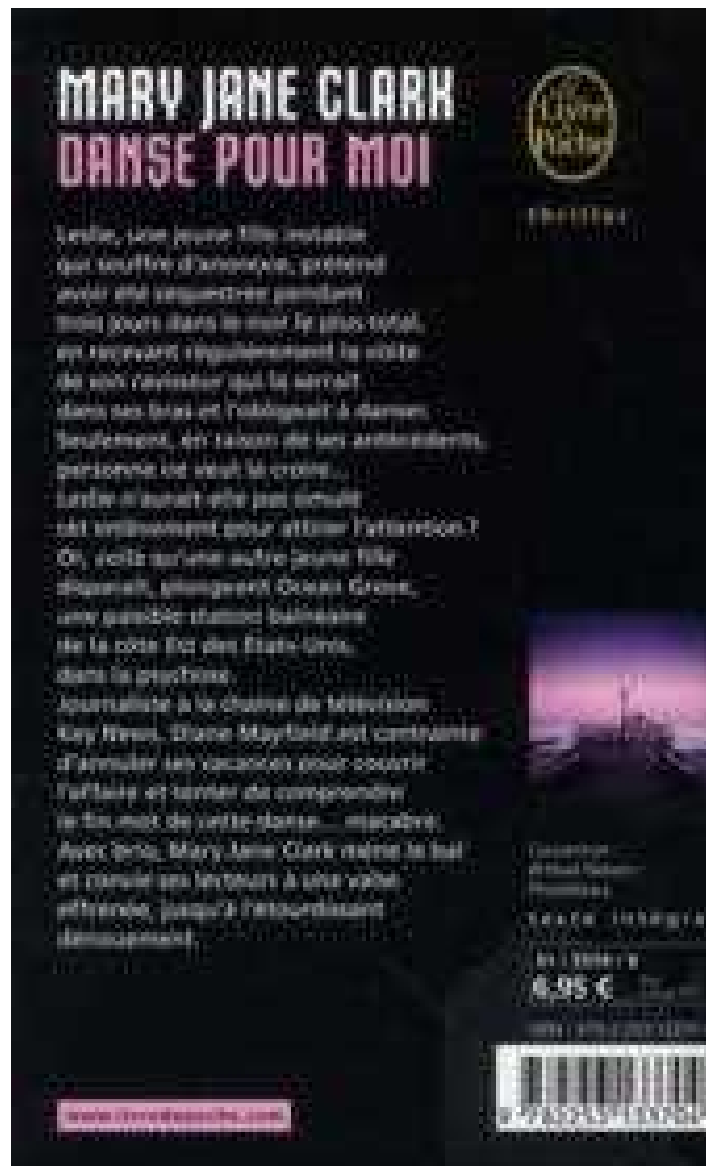 MARY JANE CLARK
DANSE POUR MOI
Le
Livre
de
Poche
thriller
Leslie, une jeune fille instable
qui souffre d'anorexie, prétend
avoir été séquestrée pendant
trois jours dans le noir le plus total,
en recevant régulièrement la visite
de son ravisseur qui la serrait
dans ses bras et l'obligeait à danser.
Seulement, en raison de ses antécédents,
personne ne veut la croire...
Leslie n'aurait-elle pas simulé
cet enlèvement pour attirer l'attention ?
Or, voilà qu'une autre jeune fille
disparaît, plongeant Ocean Grove,
une paisible station balnéaire
de la côte Est des États-Unis,
dans la psychose.
Journaliste à la chaîne de télévision
Key News, Diane Mayfield est contrainte
d'annuler ses vacances pour couvrir
l'affaire et tenter de comprendre
le fin mot de cette danse... macabre.
Avec brio, Mary Jane Clark mène le bal
et convie ses lecteurs à une valse
effrénée, jusqu'à l'étourdissant
dénouement.
Couverture :
texte intégra
6,95 €
www.livredepoche.com